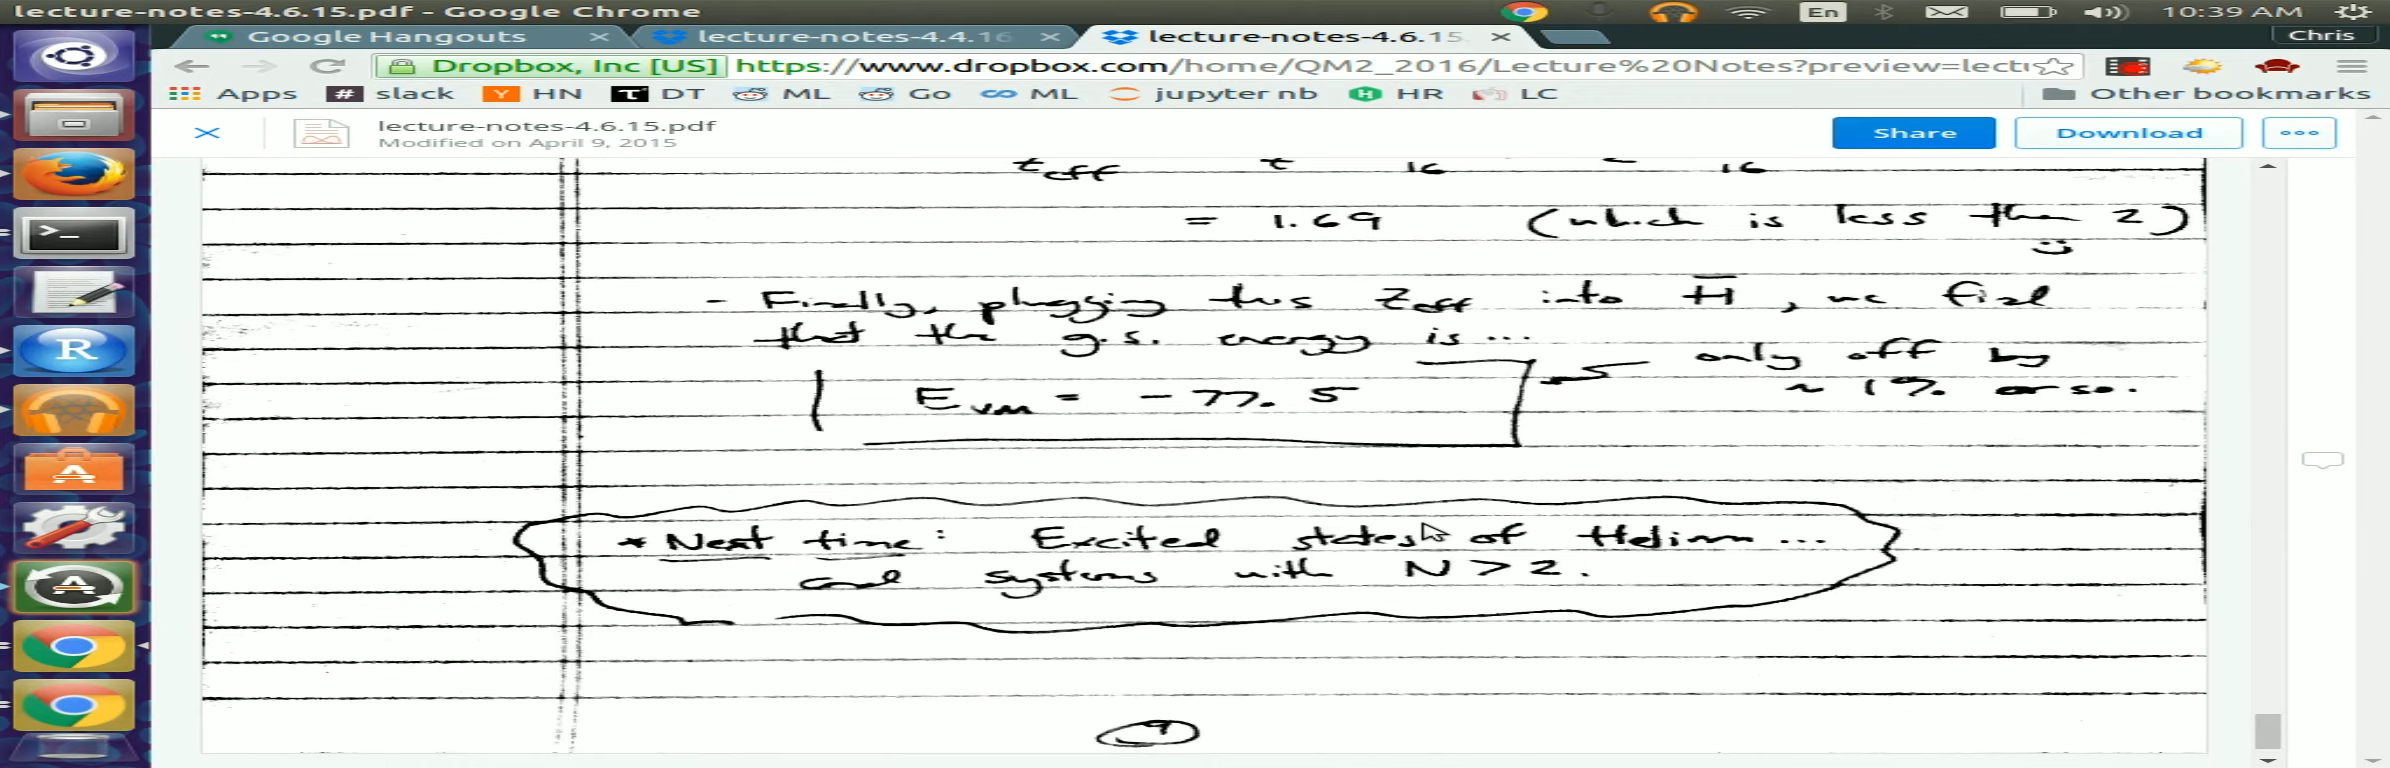 lecture-notes-4.6.15.pdf - Google Chrome
En
10:39 AM
Google Hangouts
lecture-notes-4.4.16
lecture-notes-4.6.15.
Chris
Dropbox, Inc [US] https://www.dropbox.com/home/QM2_2016/Lecture%20Notes?preview=lect
Apps
slack
HN
DT
ML
Go
ML
jupyter nb
HR
LC
Other bookmarks
lecture-notes-4.6.15.pdf
Modified on April 9, 2015
Share
Download
= 1.69 (which is less than 2)
- Finally, plugging this Zeff into H̅, we find
that the g.s. energy is...
only off by
~ 1% or so.
E_VM = - 77.5
* Next time: Excited states of Helium ...
and systems with N > 2.
9